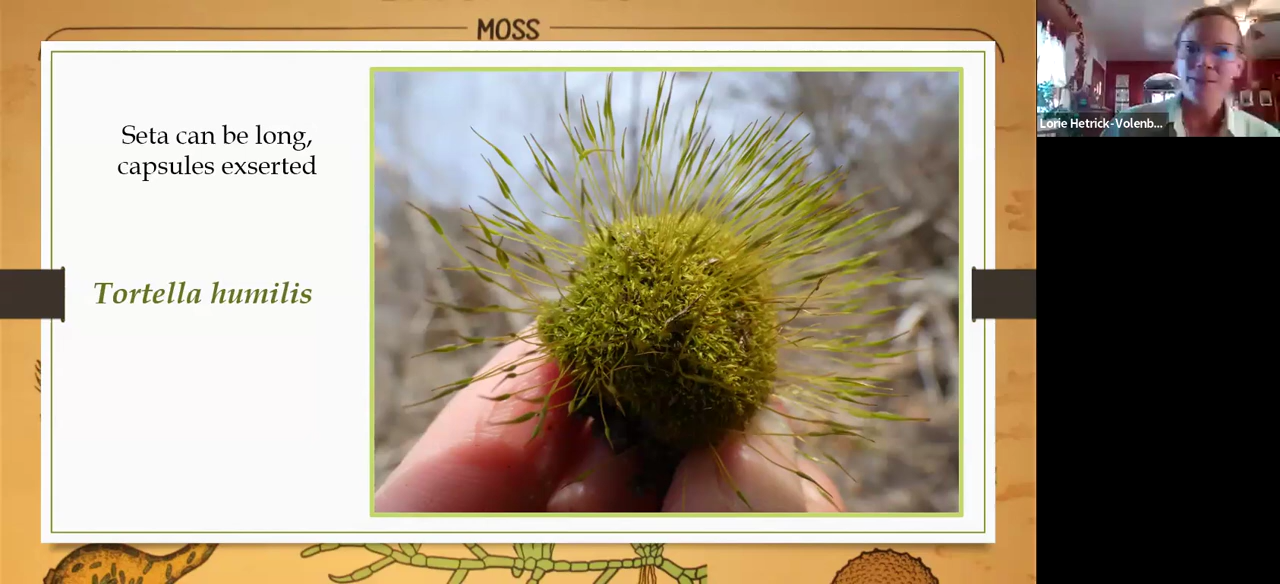 MOSS
Seta can be long,
capsules exserted
Tortella humilis
Lorie Hetrick-Volenb...